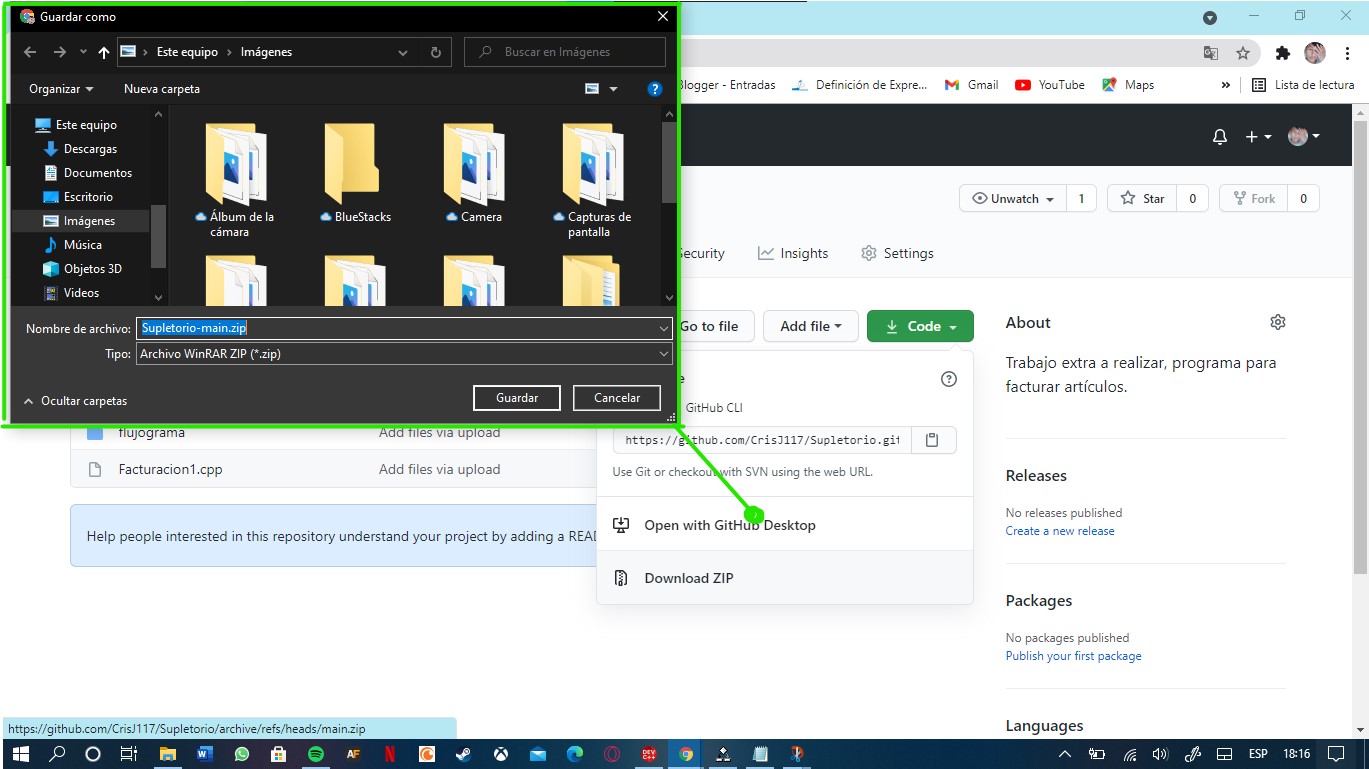 Guardar como
Este equipo › Imágenes
Buscar en Imágenes
Organizar
Nueva carpeta
Este equipo
Descargas
Documentos
Escritorio
Imágenes
Música
Objetos 3D
Videos
Álbum de la cámara
BlueStacks
Camera
Capturas de pantalla
Nombre de archivo: Supletorio-main.zip
Tipo: Archivo WinRAR ZIP (*.zip)
Ocultar carpetas
Guardar
Cancelar
Blogger - Entradas
Definición de Expre...
Gmail
YouTube
Maps
»
Lista de lectura
Unwatch 1
Star 0
Fork 0
Security
Insights
Settings
Go to file
Add file
Code
GitHub CLI
https://github.com/CrisJ117/Supletorio.git
Use Git or checkout with SVN using the web URL.
Open with GitHub Desktop
Download ZIP
flujograma Add files via upload
Facturacion1.cpp Add files via upload
Help people interested in this repository understand your project by adding a REA
About
Trabajo extra a realizar, programa para
facturar artículos.
Releases
No releases published
Create a new release
Packages
No packages published
Publish your first package
Languages
https://github.com/CrisJ117/Supletorio/archive/refs/heads/main.zip
AF
DEV
C++
ESP
18:16